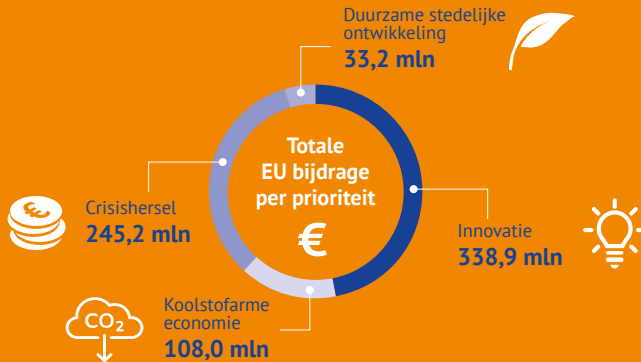 Duurzame stedelijke
ontwikkeling
33,2 mln
Totale
EU bijdrage
per prioriteit
€
Crisisherstel
245,2 mln
Innovatie
338,9 mln
CO2
Koolstofarme
economie
108,0 mln